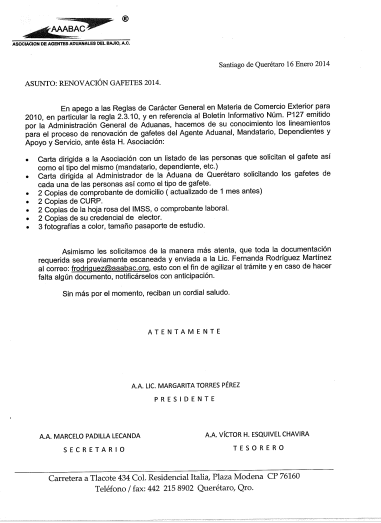 AAABAC
®
ASOCIACION DE AGENTES ADUANALES DEL BAJIO, A.C.
Santiago de Querétaro 16 Enero 2014
ASUNTO: RENOVACIÓN GAFETES 2014.
En apego a las Reglas de Carácter General en Materia de Comercio Exterior para
2010, en particular la regla 2.3.10, y en referencia al Boletín Informativo Núm. P127 emitido
por la Administración General de Aduanas, hacemos de su conocimiento los lineamientos
para el proceso de renovación de gafetes del Agente Aduanal, Mandatario, Dependientes y
Apoyo y Servicio, ante ésta H. Asociación:
• Carta dirigida a la Asociación con un listado de las personas que solicitan el gafete así
como el tipo del mismo (mandatario, dependiente, etc.)
• Carta dirigida al Administrador de la Aduana de Querétaro solicitando los gafetes de
cada una de las personas así como el tipo de gafete.
• 2 Copias de comprobante de domicilio ( actualizado de 1 mes antes)
• 2 Copias de CURP.
• 2 Copias de la hoja rosa del IMSS, o comprobante laboral.
• 2 Copias de su credencial de elector.
• 3 fotografías a color, tamaño pasaporte de estudio.
Asimismo les solicitamos de la manera más atenta, que toda la documentación
requerida sea previamente escaneada y enviada a la Lic. Fernanda Rodríguez Martínez
al correo: frodriguez@aaabac.org, esto con el fin de agilizar el trámite y en caso de hacer
falta algún documento, notificárselos con anticipación.
Sin más por el momento, reciban un cordial saludo.
A T E N T A M E N T E
A.A. LIC. MARGARITA TORRES PÉREZ
P R E S I D E N T E
A.A. MARCELO PADILLA LECANDA
S E C R E T A R I O
A.A. VÍCTOR H. ESQUIVEL CHAVIRA
T E S O R E R O
Carretera a Tlacote 434 Col. Residencial Italia, Plaza Modena CP 76160
Teléfono / fax: 442 215 8902 Querétaro, Qro.